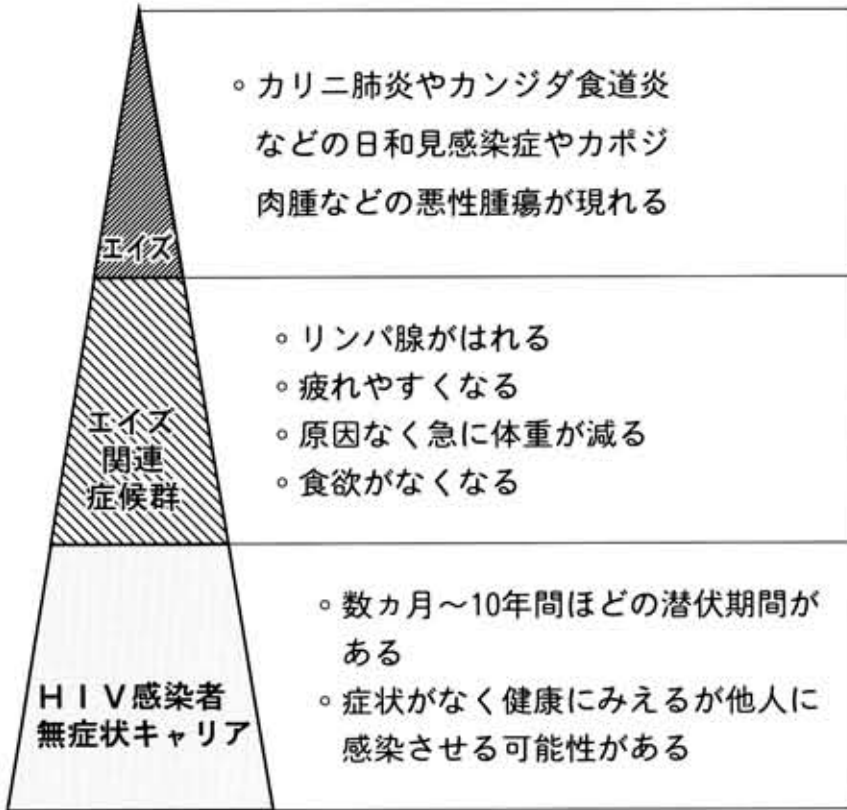 ◦ カリニ肺炎やカンジダ食道炎
などの日和見感染症やカポジ
肉腫などの悪性腫瘍が現れる
エイズ
◦ リンパ腺がはれる
◦ 疲れやすくなる
◦ 原因なく急に体重が減る
◦ 食欲がなくなる
エイズ
関連
症候群
◦ 数ヵ月～10年間ほどの潜伏期間が
ある
◦ 症状がなく健康にみえるが他人に
感染させる可能性がある
ＨＩＶ感染者
無症状キャリア